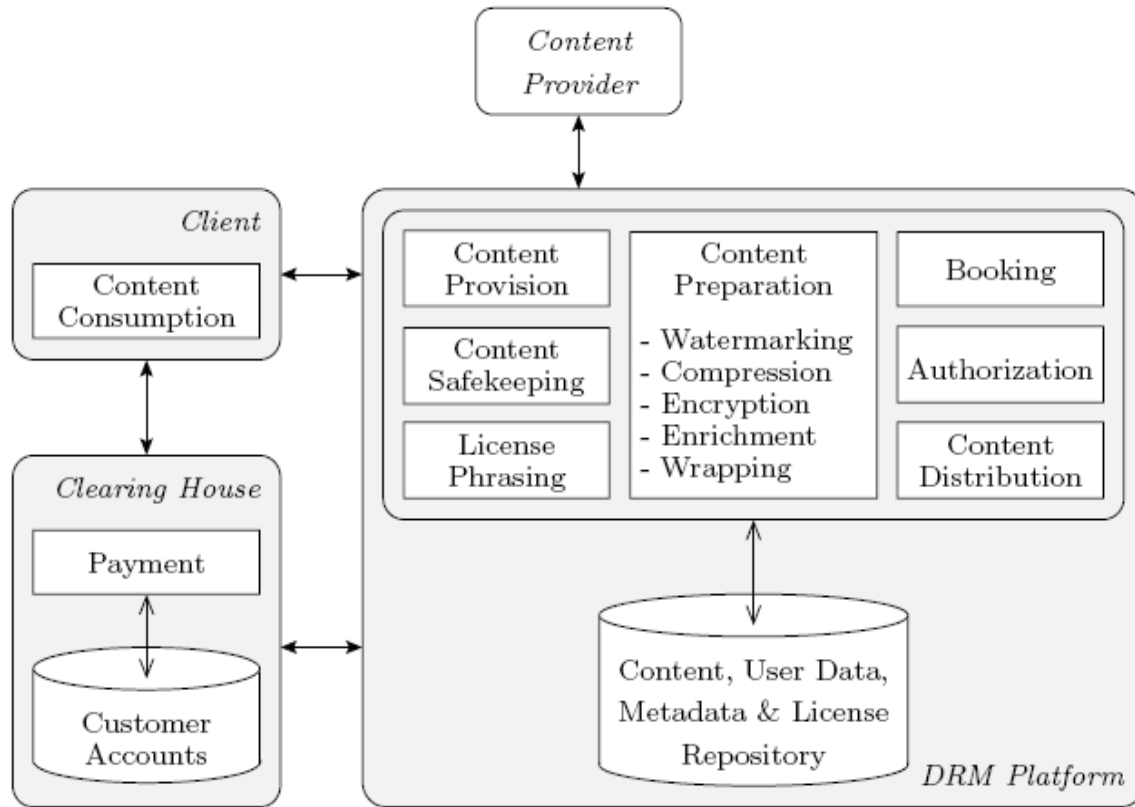 Content
Provider
Client
Content
Consumption
Clearing House
Payment
Customer
Accounts
Content
Provision
Content
Safekeeping
License
Phrasing
Content
Preparation
- Watermarking
- Compression
- Encryption
- Enrichment
- Wrapping
Booking
Authorization
Content
Distribution
Content, User Data,
Metadata & License
Repository
DRM Platform